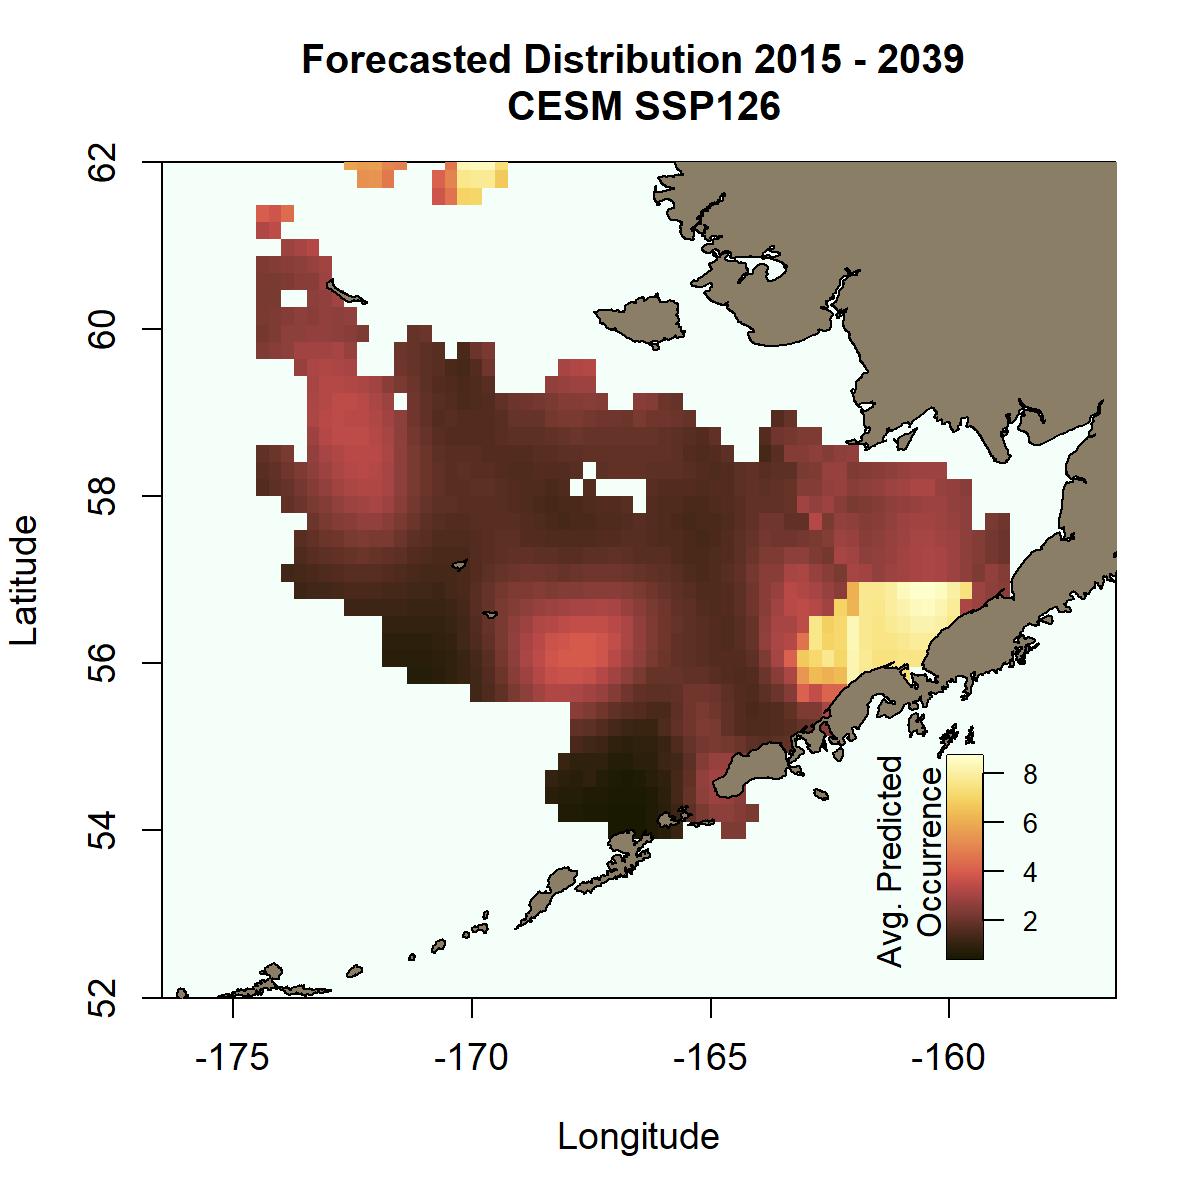 Forecasted Distribution 2015 - 2039
CESM SSP126
62
60
58
56
54
52
Latitude
-175
-170
-165
-160
Longitude
Avg. Predicted
Occurrence
8
6
4
2